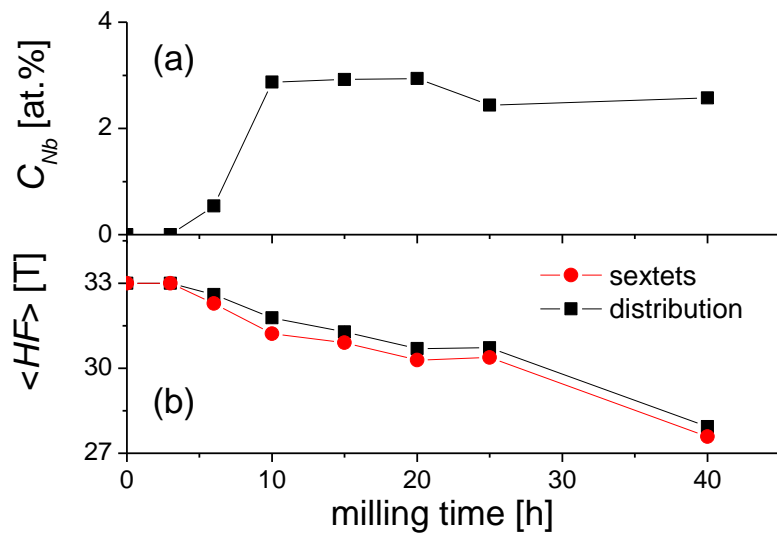 4
(a)
C_Nb [at.%]
2
0
33
<HF> [T]
sextets
distribution
30
(b)
27
0 10 20 30 40
milling time [h]